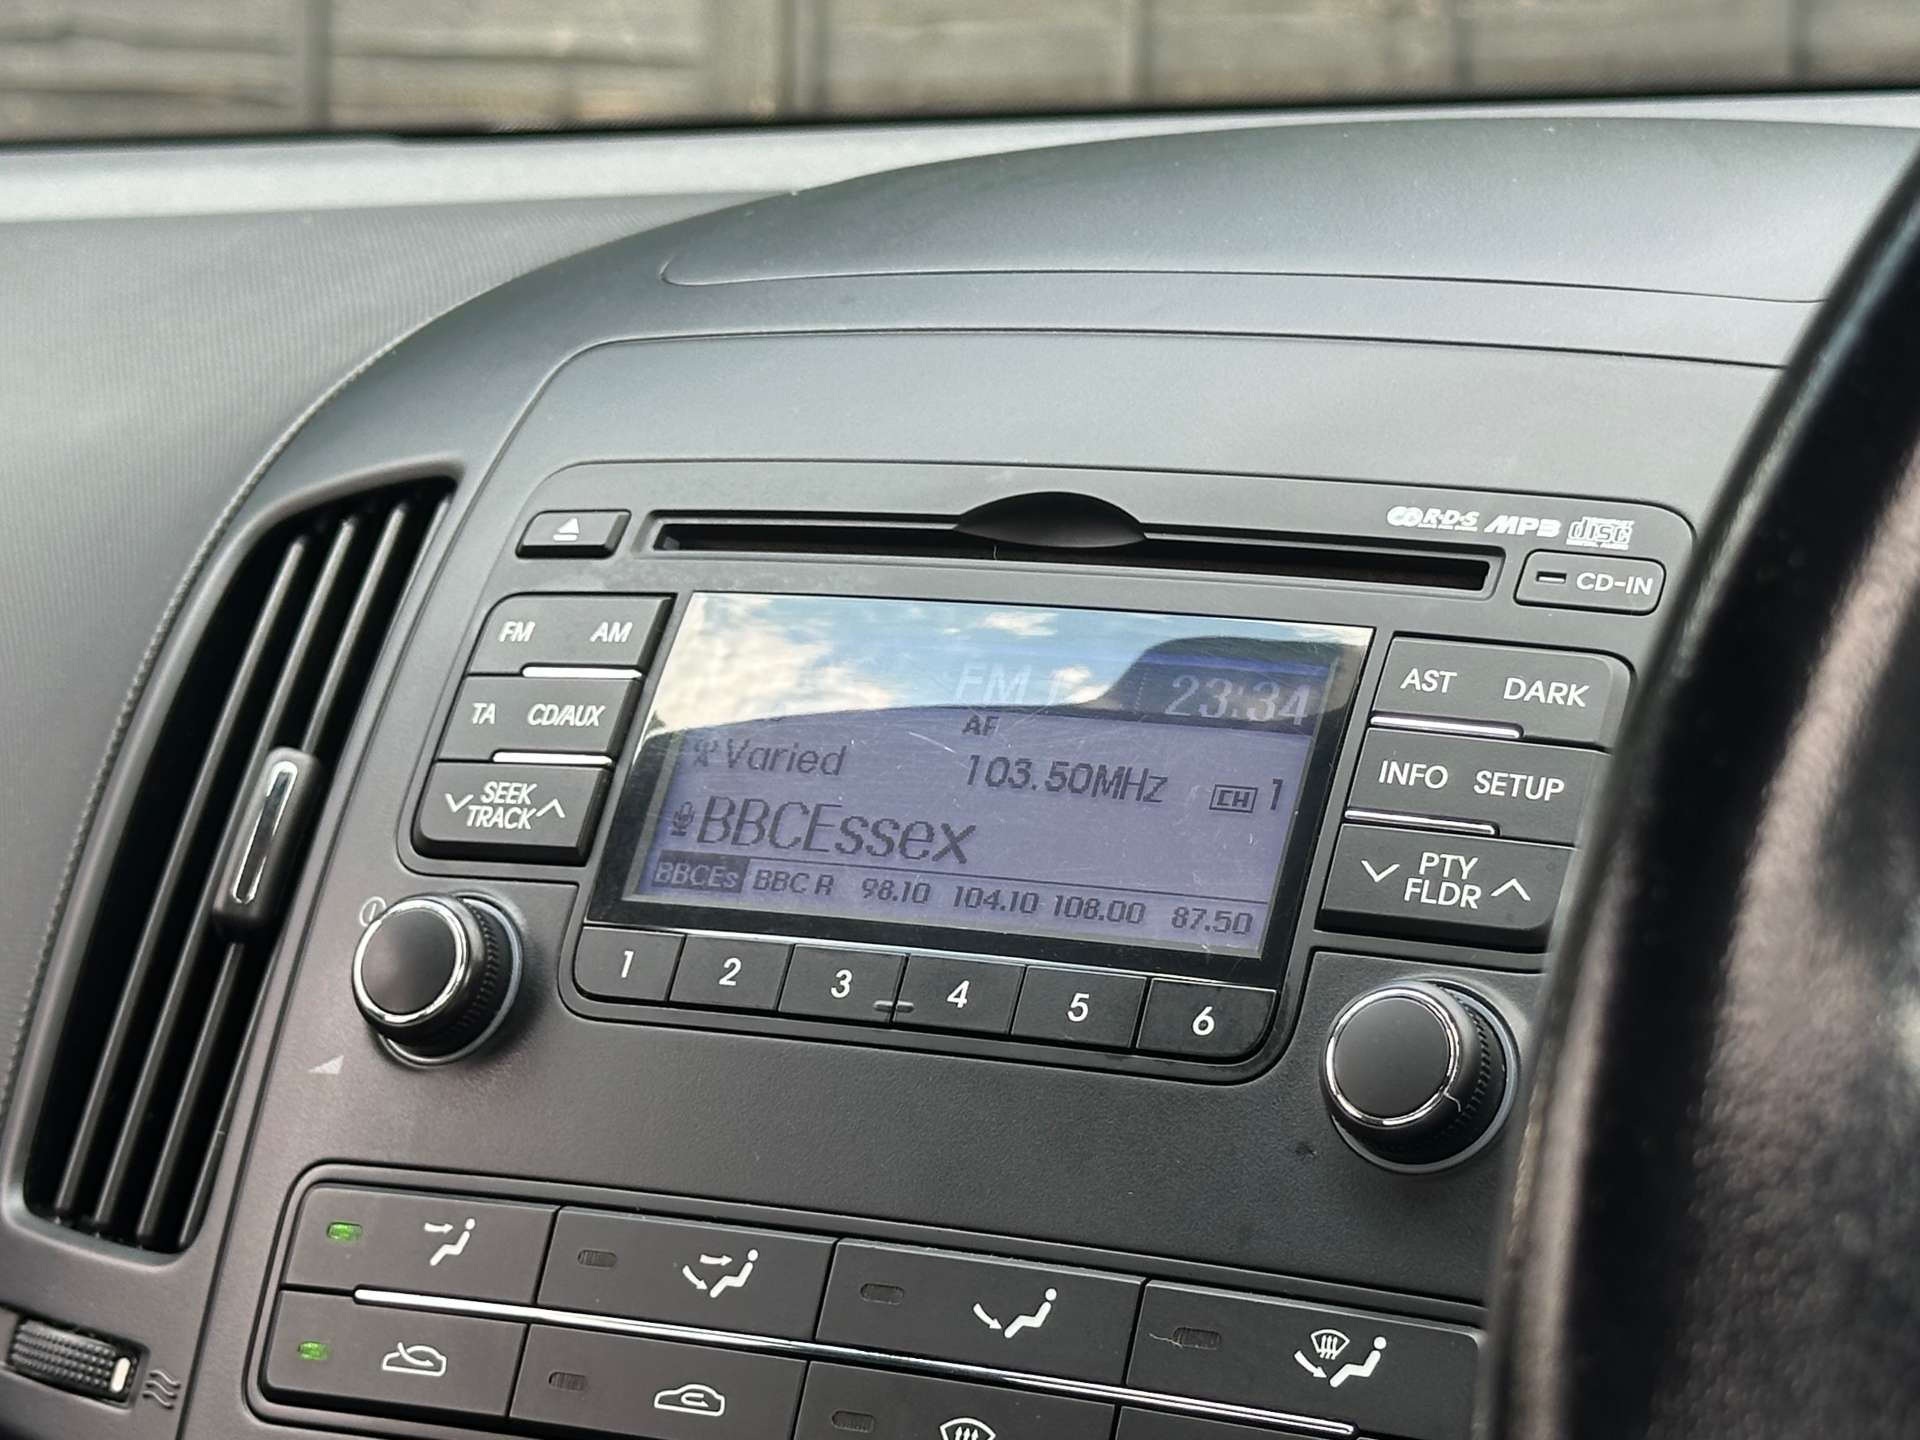 R·D·S MP3 disc
CD-IN
FM AM
TA CD/AUX
SEEK
TRACK
FM 1 23:34
AF
Varied 103.50MHz CH 1
BBCEssex
BBCEs BBC R 98.10 104.10 108.00 87.50
AST DARK
INFO SETUP
PTY
FLDR
1 2 3 4 5 6